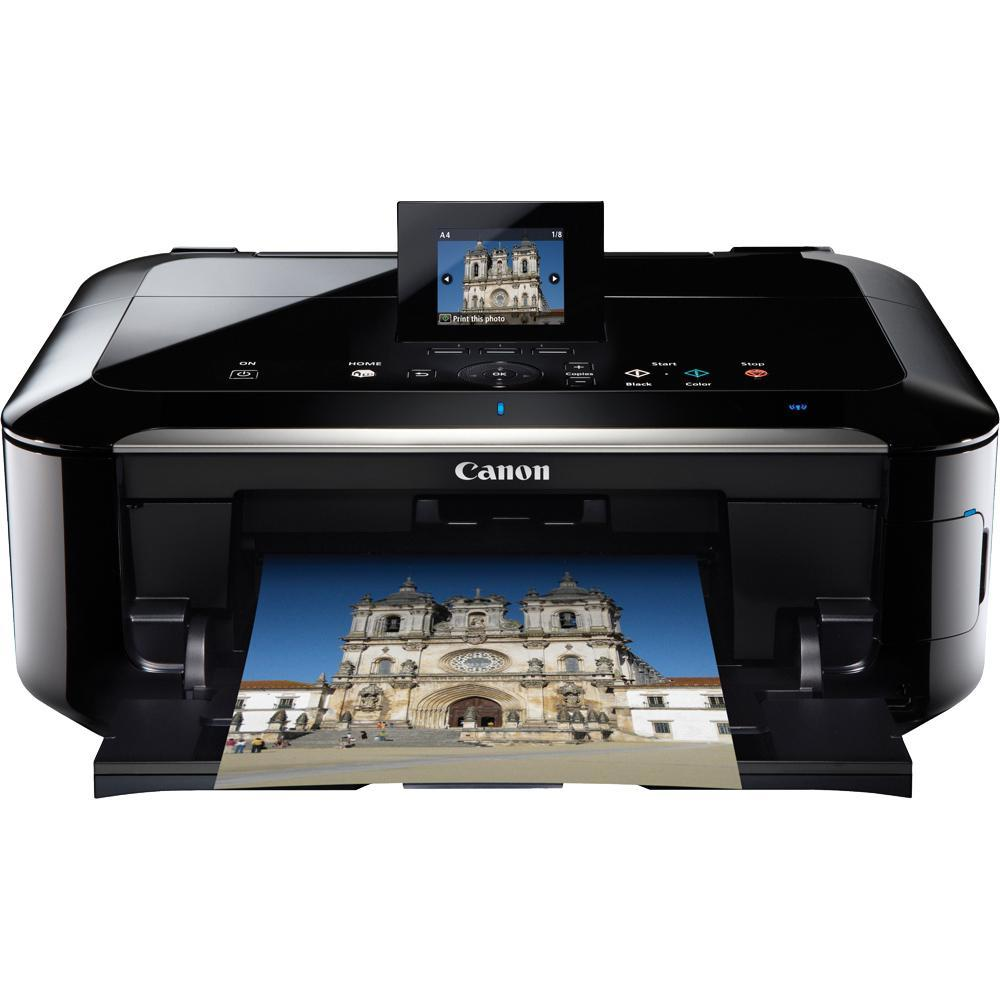 A4 1/8
Print this photo
ON
HOME
OK
+
Copies
−
Start
Black Color
Stop
Canon